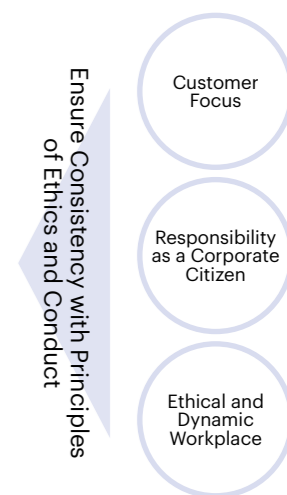 Ensure Consistency with Principles
of Ethics and Conduct
Customer
Focus
Responsibility
as a Corporate
Citizen
Ethical and
Dynamic
Workplace